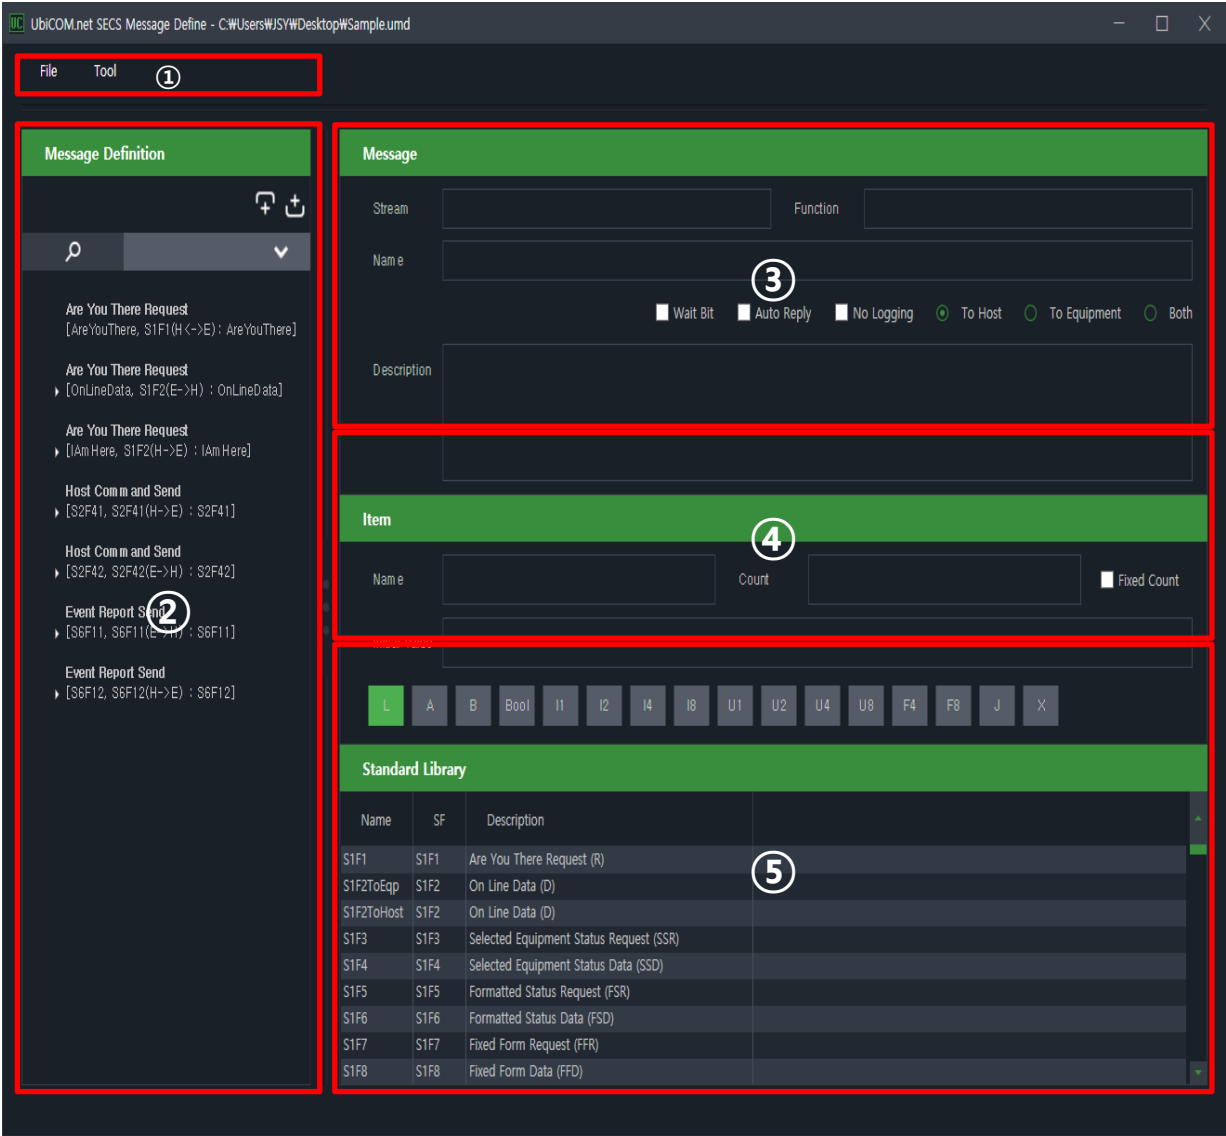 UC UbiCOM.net SECS Message Define - C:₩Users₩JSY₩Desktop₩Sample.umd
File Tool ①
Message Definition
Are You There Request
[AreYouThere, S1F1(H<->E) : AreYouThere]
Are You There Request
[OnLineData, S1F2(E->H) : OnLineData]
Are You There Request
[IAmHere, S1F2(H->E) : IAmHere]
Host Command Send
[S2F41, S2F41(H->E) : S2F41]
Host Command Send
[S2F42, S2F42(E->H) : S2F42]
Event Report Send
②
[S6F11, S6F11(E->H) : S6F11]
Event Report Send
[S6F12, S6F12(H->E) : S6F12]
Message
Stream Function
Name
③
Wait Bit Auto Reply No Logging To Host To Equipment Both
Description
Item
④
Name Count Fixed Count
L A B Bool I1 I2 I4 I8 U1 U2 U4 U8 F4 F8 J X
Standard Library
Name SF Description
S1F1 S1F1 Are You There Request (R)
⑤
S1F2ToEqp S1F2 On Line Data (D)
S1F2ToHost S1F2 On Line Data (D)
S1F3 S1F3 Selected Equipment Status Request (SSR)
S1F4 S1F4 Selected Equipment Status Data (SSD)
S1F5 S1F5 Formatted Status Request (FSR)
S1F6 S1F6 Formatted Status Data (FSD)
S1F7 S1F7 Fixed Form Request (FFR)
S1F8 S1F8 Fixed Form Data (FFD)